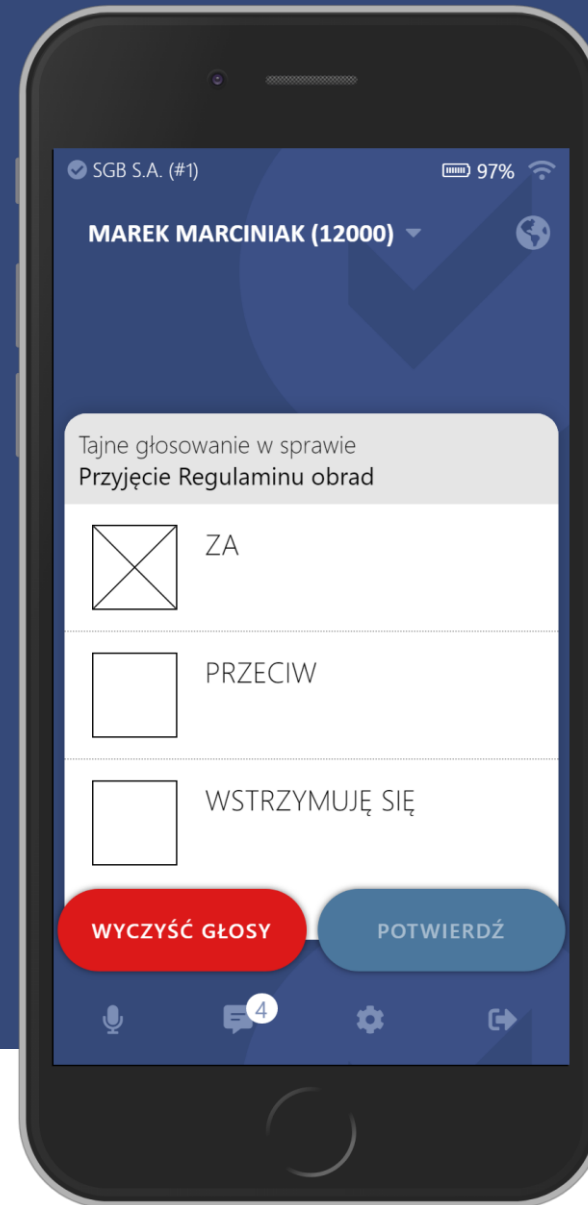 SGB S.A. (#1)
97%
MAREK MARCINIAK (12000)
Tajne głosowanie w sprawie
Przyjęcie Regulaminu obrad
ZA
PRZECIW
WSTRZYMUJĘ SIĘ
WYCZYŚĆ GŁOSY
POTWIERDŹ
4